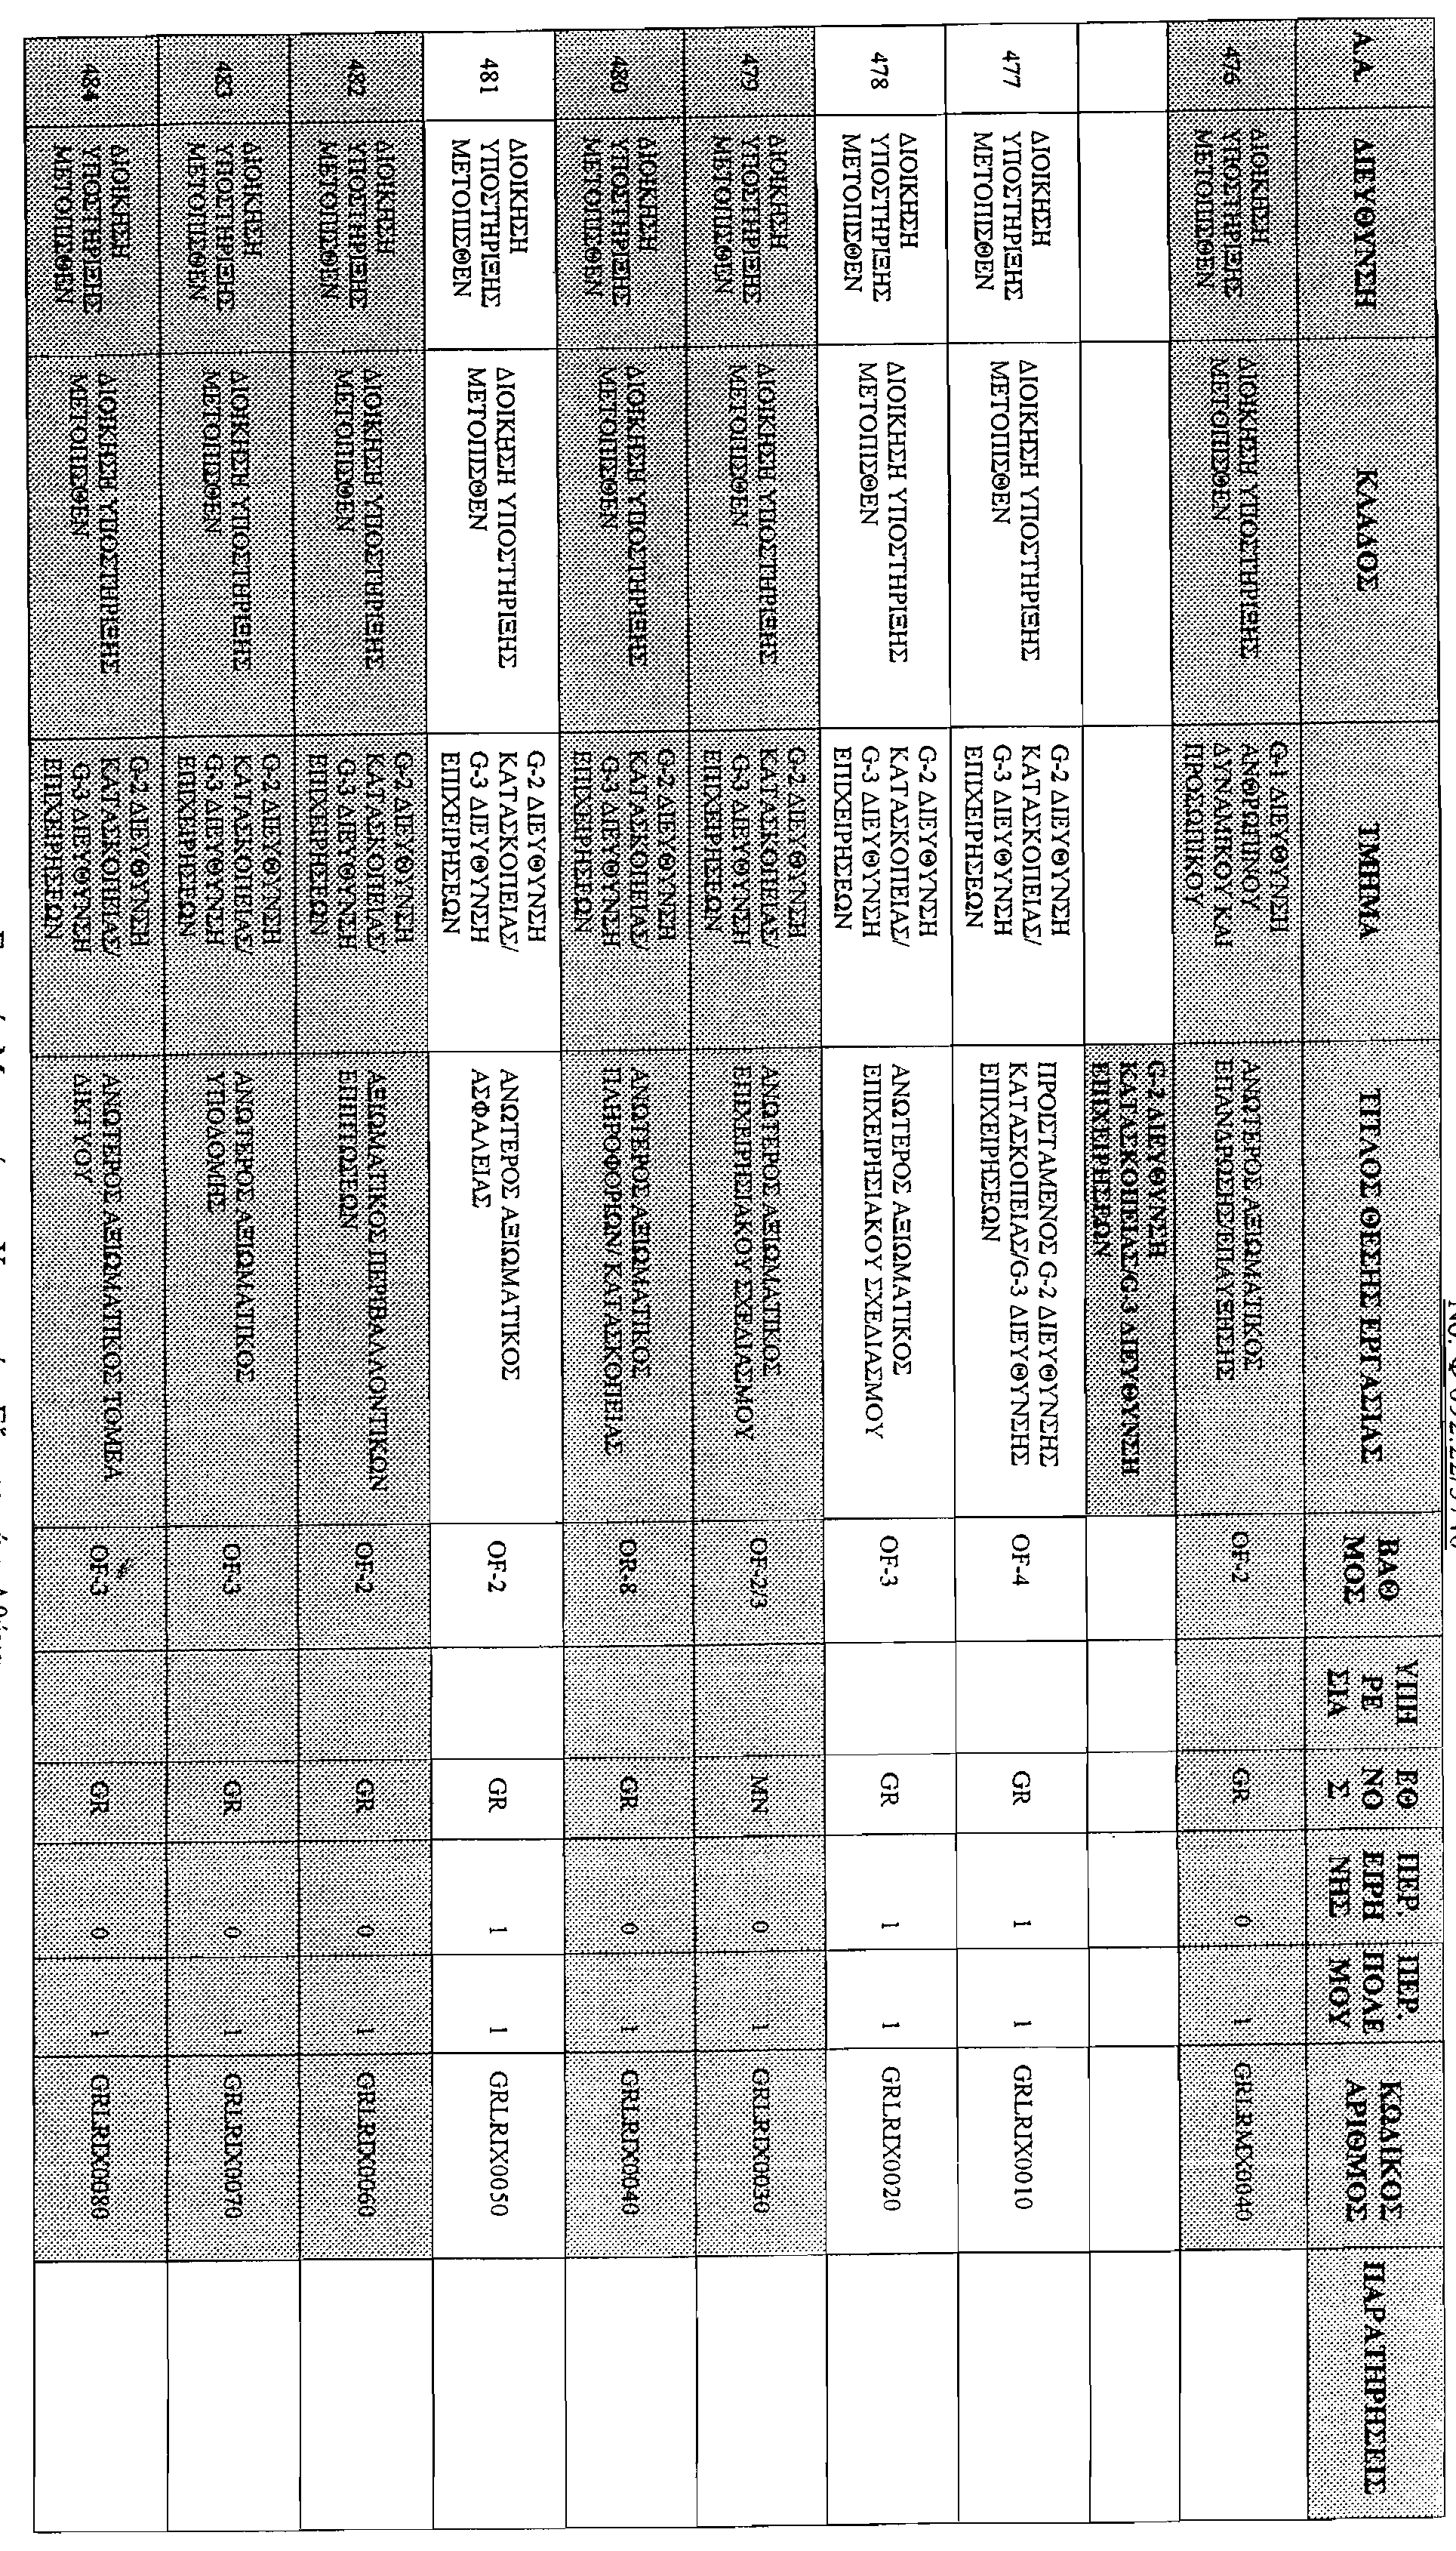 Α.Α ΔΙΕΥΘΥΝΣΗ ΚΛΑΔΟΣ ΤΜΗΜΑ ΤΙΤΛΟΣ ΘΕΣΗΣ ΕΡΓΑΣΙΑΣ ΒΑΘ ΥΠΗ ΕΘ ΠΕΡ. ΠΕΡ. ΚΩΔΙΚΟΣ ΠΑΡΑΤΗΡΗΣΕΙΣ
ΜΟΣ ΡΕ ΝΟ ΕΙΡΗ ΠΟΛΕ ΑΡΙΘΜΟΣ
ΣΙΑ Σ ΝΗΣ ΜΟΥ
476 ΔΙΟΙΚΗΣΗ ΔΙΟΙΚΗΣΗ ΥΠΟΣΤΗΡΙΞΗΣ G-1 ΔΙΕΥΘΥΝΣΗ ΑΝΩΤΕΡΟΣ ΑΞΙΩΜΑΤΙΚΟΣ OF-2 GR 0 1 GRLRMX0040
ΥΠΟΣΤΗΡΙΞΗΣ ΜΕΤΟΠΙΣΘΕΝ ΑΝΘΡΩΠΙΝΟΥ ΕΠΑΝΔΡΩΣΗΣ/ΕΠΑΥΞΗΣΗΣ
ΜΕΤΟΠΙΣΘΕΝ ΔΥΝΑΜΙΚΟΥ ΚΑΙ
ΠΡΟΣΩΠΙΚΟΥ
G-2 ΔΙΕΥΘΥΝΣΗ
ΚΑΤΑΣΚΟΠΕΙΑΣ/G-3 ΔΙΕΥΘΥΝΣΗ
ΕΠΙΧΕΙΡΗΣΕΩΝ
477 ΔΙΟΙΚΗΣΗ ΔΙΟΙΚΗΣΗ ΥΠΟΣΤΗΡΙΞΗΣ G-2 ΔΙΕΥΘΥΝΣΗ ΠΡΟΙΣΤΑΜΕΝΟΣ G-2 ΔΙΕΥΘΥΝΣΗΣ OF-4 GR 1 1 GRLRIX0010
ΥΠΟΣΤΗΡΙΞΗΣ ΜΕΤΟΠΙΣΘΕΝ ΚΑΤΑΣΚΟΠΕΙΑΣ/ ΚΑΤΑΣΚΟΠΕΙΑΣ/G-3 ΔΙΕΥΘΥΝΣΗΣ
ΜΕΤΟΠΙΣΘΕΝ G-3 ΔΙΕΥΘΥΝΣΗ ΕΠΙΧΕΙΡΗΣΕΩΝ
ΕΠΙΧΕΙΡΗΣΕΩΝ
478 ΔΙΟΙΚΗΣΗ ΔΙΟΙΚΗΣΗ ΥΠΟΣΤΗΡΙΞΗΣ G-2 ΔΙΕΥΘΥΝΣΗ ΑΝΩΤΕΡΟΣ ΑΞΙΩΜΑΤΙΚΟΣ OF-3 GR 1 1 GRLRIX0020
ΥΠΟΣΤΗΡΙΞΗΣ ΜΕΤΟΠΙΣΘΕΝ ΚΑΤΑΣΚΟΠΕΙΑΣ/ ΕΠΙΧΕΙΡΗΣΙΑΚΟΥ ΣΧΕΔΙΑΣΜΟΥ
ΜΕΤΟΠΙΣΘΕΝ G-3 ΔΙΕΥΘΥΝΣΗ
ΕΠΙΧΕΙΡΗΣΕΩΝ
479 ΔΙΟΙΚΗΣΗ ΔΙΟΙΚΗΣΗ ΥΠΟΣΤΗΡΙΞΗΣ G-2 ΔΙΕΥΘΥΝΣΗ ΑΝΩΤΕΡΟΣ ΑΞΙΩΜΑΤΙΚΟΣ OF-2/3 MN 0 1 GRLRIX0030
ΥΠΟΣΤΗΡΙΞΗΣ ΜΕΤΟΠΙΣΘΕΝ ΚΑΤΑΣΚΟΠΕΙΑΣ/ ΕΠΙΧΕΙΡΗΣΙΑΚΟΥ ΣΧΕΔΙΑΣΜΟΥ
ΜΕΤΟΠΙΣΘΕΝ G-3 ΔΙΕΥΘΥΝΣΗ
ΕΠΙΧΕΙΡΗΣΕΩΝ
480 ΔΙΟΙΚΗΣΗ ΔΙΟΙΚΗΣΗ ΥΠΟΣΤΗΡΙΞΗΣ G-2 ΔΙΕΥΘΥΝΣΗ ΑΝΩΤΕΡΟΣ ΑΞΙΩΜΑΤΙΚΟΣ OR-8 GR 0 1 GRLRIX0040
ΥΠΟΣΤΗΡΙΞΗΣ ΜΕΤΟΠΙΣΘΕΝ ΚΑΤΑΣΚΟΠΕΙΑΣ/ ΠΛΗΡΟΦΟΡΙΩΝ/ ΚΑΤΑΣΚΟΠΕΙΑΣ
ΜΕΤΟΠΙΣΘΕΝ G-3 ΔΙΕΥΘΥΝΣΗ
ΕΠΙΧΕΙΡΗΣΕΩΝ
481 ΔΙΟΙΚΗΣΗ ΔΙΟΙΚΗΣΗ ΥΠΟΣΤΗΡΙΞΗΣ G-2 ΔΙΕΥΘΥΝΣΗ ΑΝΩΤΕΡΟΣ ΑΞΙΩΜΑΤΙΚΟΣ OF-2 GR 1 1 GRLRIX0050
ΥΠΟΣΤΗΡΙΞΗΣ ΜΕΤΟΠΙΣΘΕΝ ΚΑΤΑΣΚΟΠΕΙΑΣ/ ΑΣΦΑΛΕΙΑΣ
ΜΕΤΟΠΙΣΘΕΝ G-3 ΔΙΕΥΘΥΝΣΗ
ΕΠΙΧΕΙΡΗΣΕΩΝ
482 ΔΙΟΙΚΗΣΗ ΔΙΟΙΚΗΣΗ ΥΠΟΣΤΗΡΙΞΗΣ G-2 ΔΙΕΥΘΥΝΣΗ ΑΞΙΩΜΑΤΙΚΟΣ ΠΕΡΙΒΑΛΛΟΝΤΙΚΩΝ OF-2 GR 0 1 GRLRIX0060
ΥΠΟΣΤΗΡΙΞΗΣ ΜΕΤΟΠΙΣΘΕΝ ΚΑΤΑΣΚΟΠΕΙΑΣ/ ΕΠΙΠΤΩΣΕΩΝ
ΜΕΤΟΠΙΣΘΕΝ G-3 ΔΙΕΥΘΥΝΣΗ
ΕΠΙΧΕΙΡΗΣΕΩΝ
483 ΔΙΟΙΚΗΣΗ ΔΙΟΙΚΗΣΗ ΥΠΟΣΤΗΡΙΞΗΣ G-2 ΔΙΕΥΘΥΝΣΗ ΑΝΩΤΕΡΟΣ ΑΞΙΩΜΑΤΙΚΟΣ OF-3 GR 0 1 GRLRIX0070
ΥΠΟΣΤΗΡΙΞΗΣ ΜΕΤΟΠΙΣΘΕΝ ΚΑΤΑΣΚΟΠΕΙΑΣ/ ΥΠΟΔΟΜΗΣ
ΜΕΤΟΠΙΣΘΕΝ G-3 ΔΙΕΥΘΥΝΣΗ
ΕΠΙΧΕΙΡΗΣΕΩΝ
484 ΔΙΟΙΚΗΣΗ ΔΙΟΙΚΗΣΗ ΥΠΟΣΤΗΡΙΞΗΣ G-2 ΔΙΕΥΘΥΝΣΗ ΑΝΩΤΕΡΟΣ ΑΞΙΩΜΑΤΙΚΟΣ ΤΟΜΕΑ OF-3 GR 0 1 GRLRIX0080
ΥΠΟΣΤΗΡΙΞΗΣ ΜΕΤΟΠΙΣΘΕΝ ΚΑΤΑΣΚΟΠΕΙΑΣ/ ΔΙΚΤΥΟΥ
ΜΕΤΟΠΙΣΘΕΝ G-3 ΔΙΕΥΘΥΝΣΗ
ΕΠΙΧΕΙΡΗΣΕΩΝ